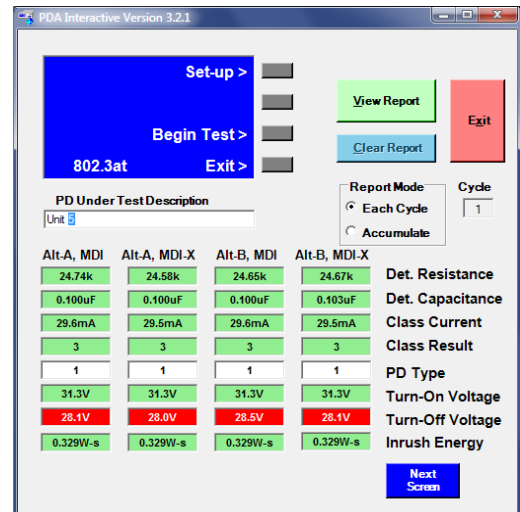 PDA Interactive Version 3.2.1
Set-up >
Begin Test >
802.3at Exit >
View Report
Clear Report
Exit
PD Under Test Description
Unit 5
Report Mode
Each Cycle
Accumulate
Cycle
1
Alt-A, MDI Alt-A, MDI-X Alt-B, MDI Alt-B, MDI-X
24.74k 24.58k 24.65k 24.67k Det. Resistance
0.100uF 0.100uF 0.100uF 0.103uF Det. Capacitance
29.6mA 29.5mA 29.6mA 29.5mA Class Current
3 3 3 3 Class Result
1 1 1 1 PD Type
31.3V 31.3V 31.3V 31.3V Turn-On Voltage
28.1V 28.0V 28.5V 28.1V Turn-Off Voltage
0.329W-s 0.329W-s 0.329W-s 0.329W-s Inrush Energy
Next
Screen